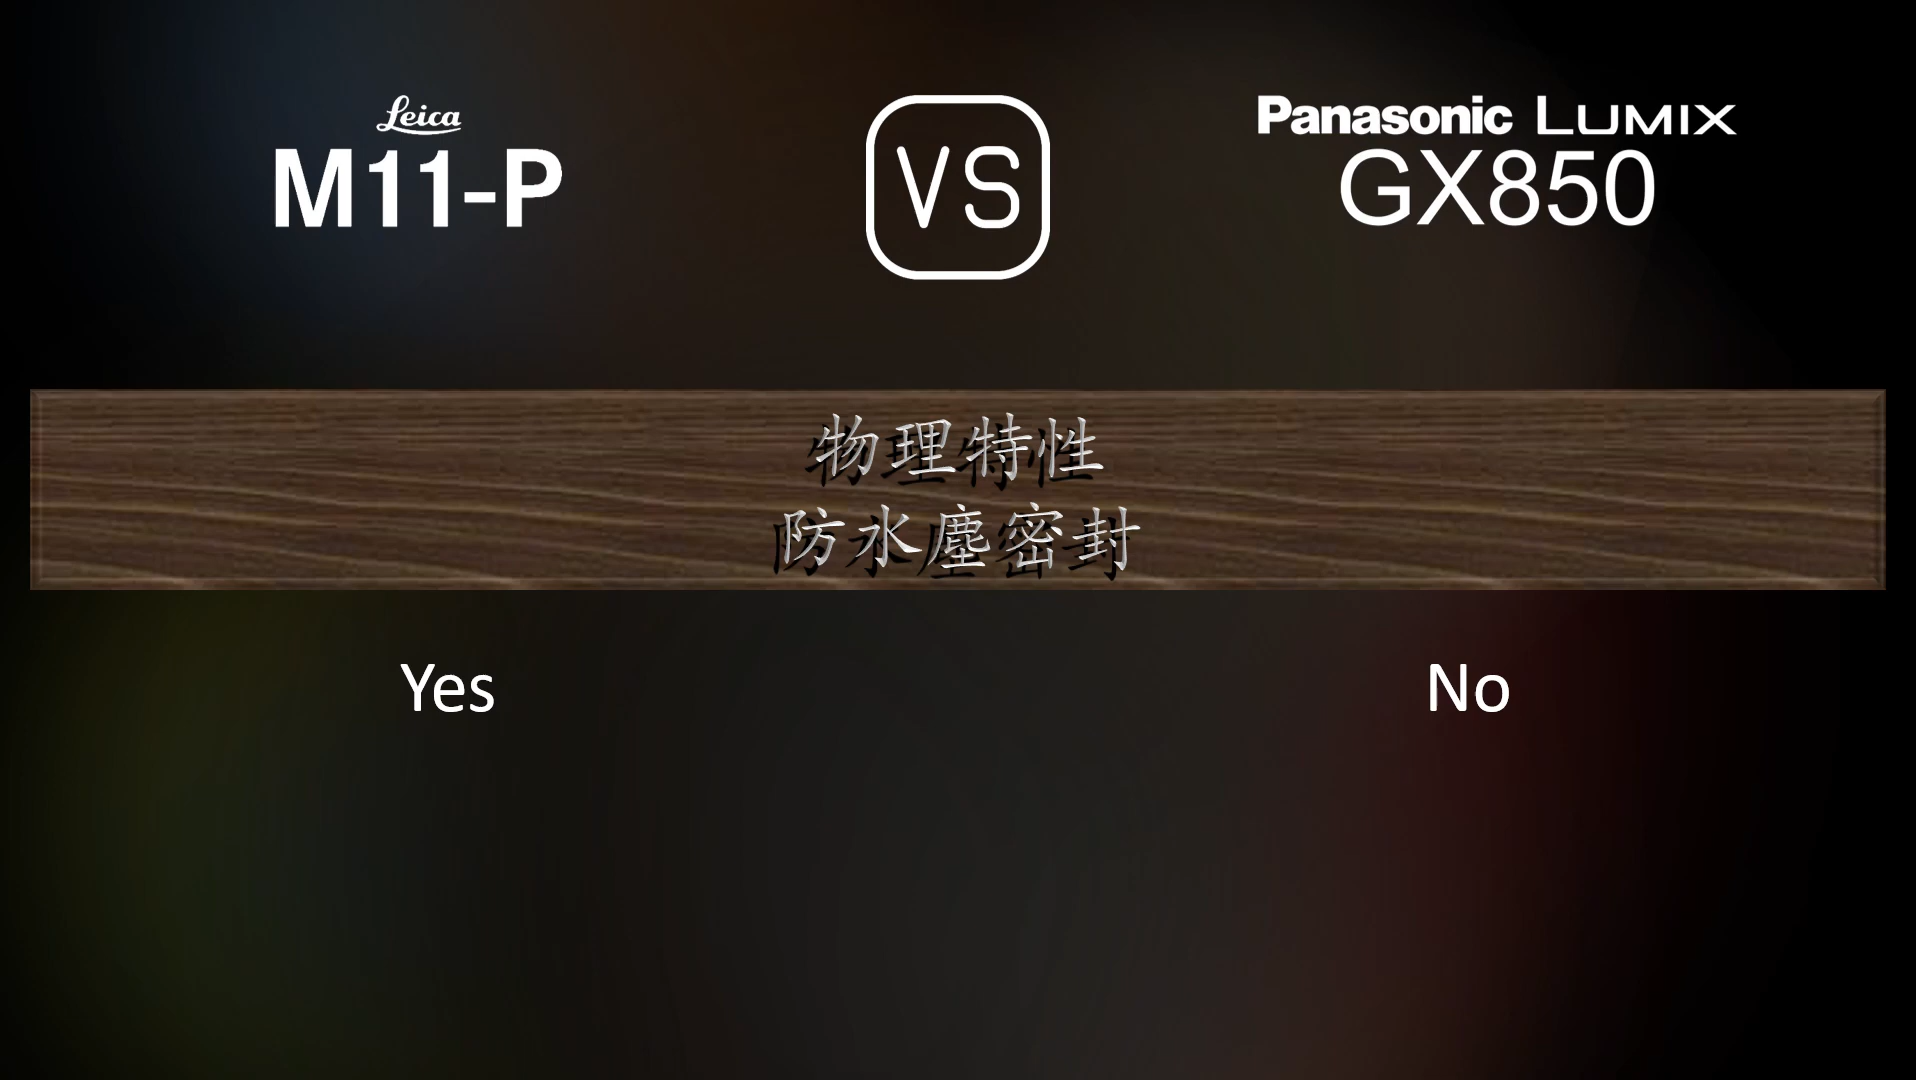 Leica
M11-P
VS
Panasonic LUMIX
GX850
物理特性
防水塵密封
Yes
No